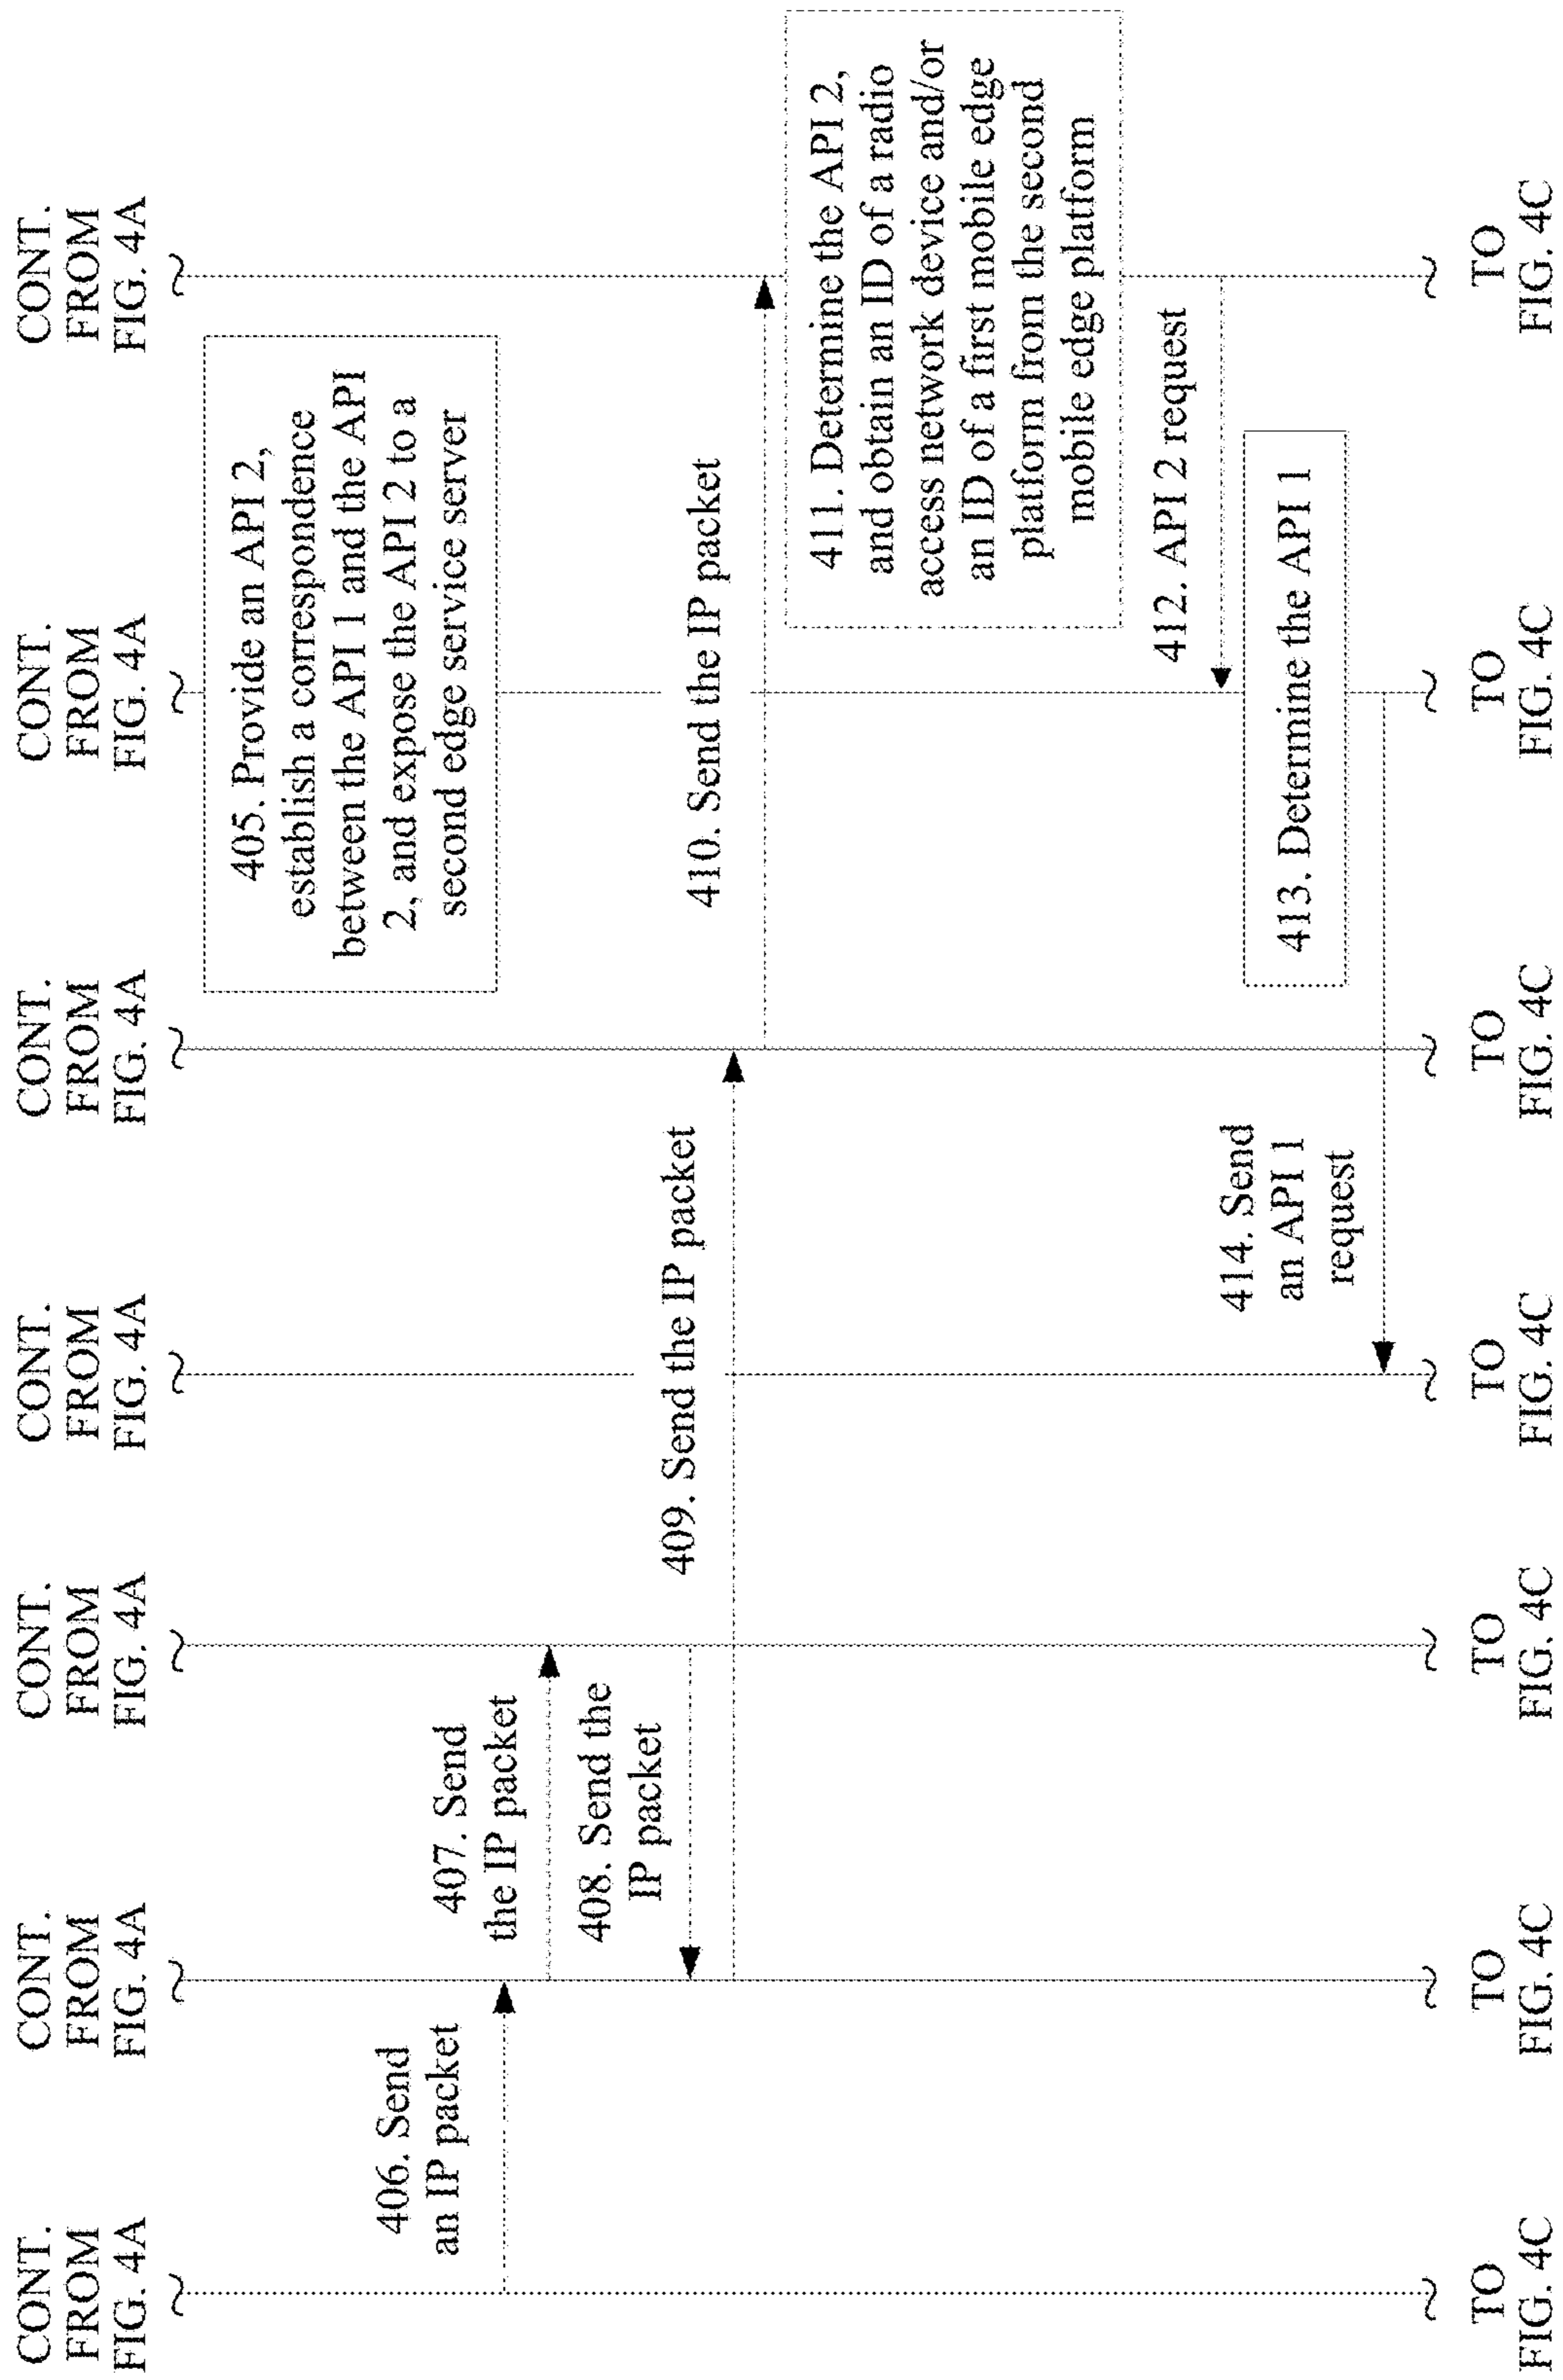 CONT.
FROM
FIG. 4A
CONT.
FROM
FIG. 4A
CONT.
FROM
FIG. 4A
CONT.
FROM
FIG. 4A
CONT.
FROM
FIG. 4A
CONT.
FROM
FIG. 4A
CONT.
FROM
FIG. 4A
405. Provide an API 2,
establish a correspondence
between the API 1 and the API
2, and expose the API 2 to a
second edge service server
406. Send
an IP packet
407. Send
the IP packet
408. Send the
IP packet
409. Send the IP packet
410. Send the IP packet
411. Determine the API 2,
and obtain an ID of a radio
access network device and/or
an ID of a first mobile edge
platform from the second
mobile edge platform
412. API 2 request
413. Determine the API 1
414. Send
an API 1
request
TO
FIG. 4C
TO
FIG. 4C
TO
FIG. 4C
TO
FIG. 4C
TO
FIG. 4C
TO
FIG. 4C
TO
FIG. 4C